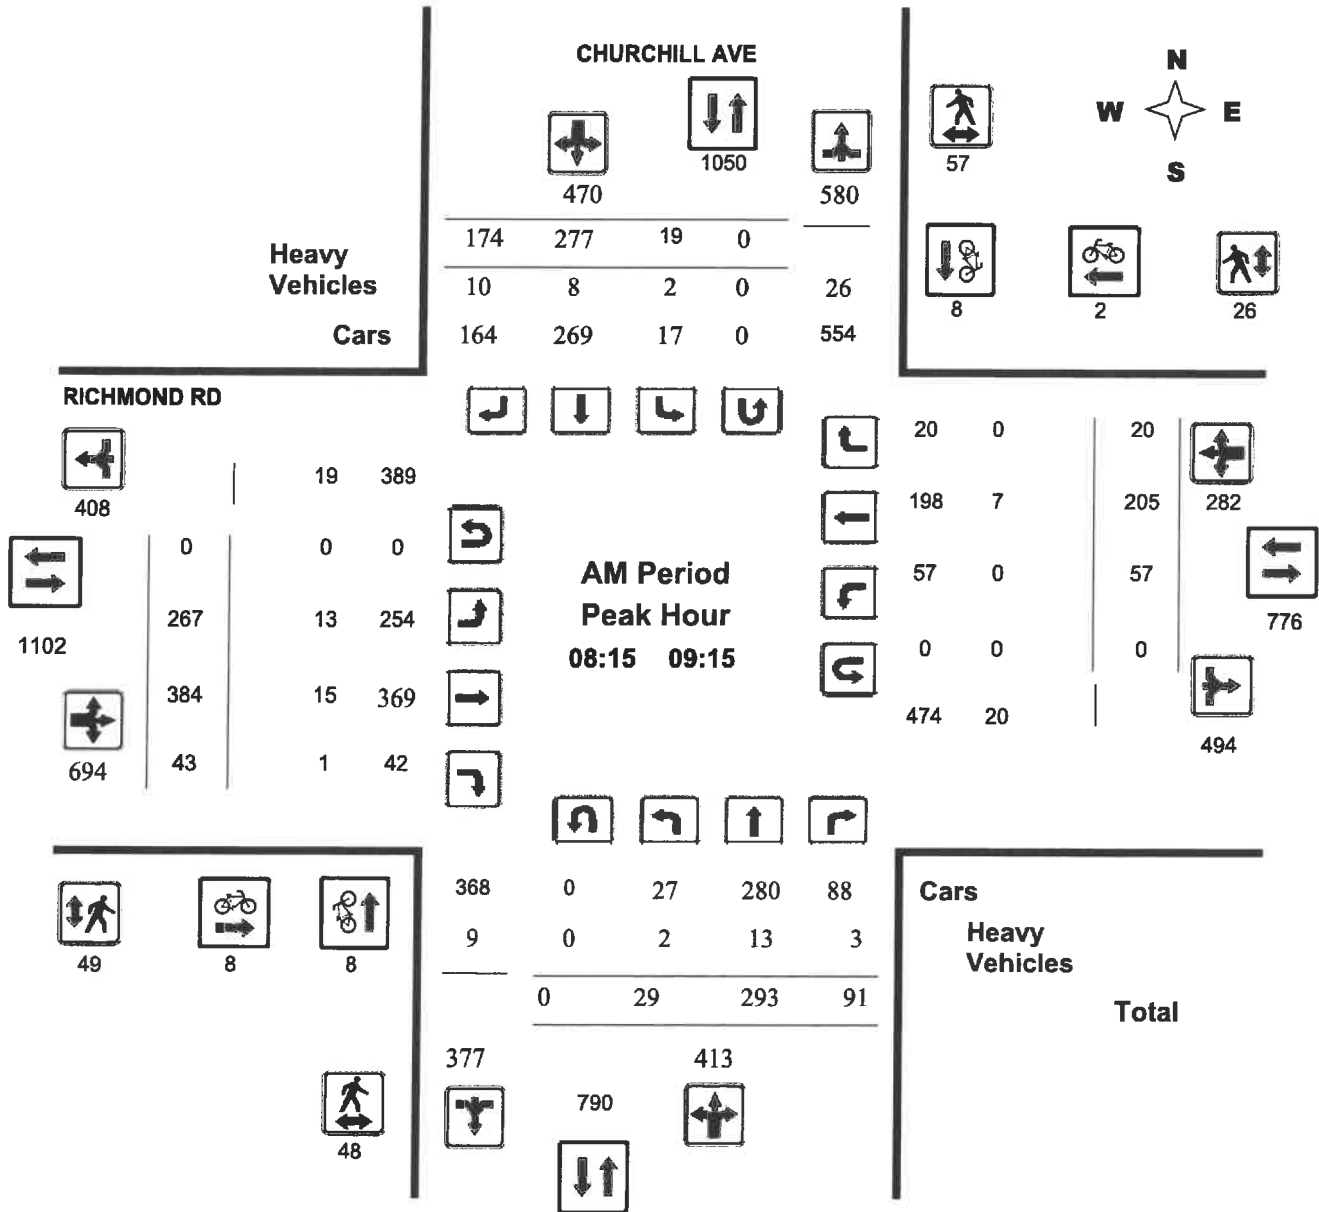 CHURCHILL AVE
N
W E
S
1050
57
470
580
174 277 19 0
Heavy
Vehicles
10 8 2 0 26
8 2 26
Cars
164 269 17 0 554
RICHMOND RD
20 0 20
19 389
408
198 7 205 282
0 0 0
AM Period
57 0 57
Peak Hour
267 13 254
776
1102
08:15 09:15
0 0 0
384 15 369
474 20
494
694 43 1 42
368 0 27 280 88
Cars
9 0 2 13 3
Heavy
Vehicles
49 8 8
0 29 293 91
Total
377 413
790
48